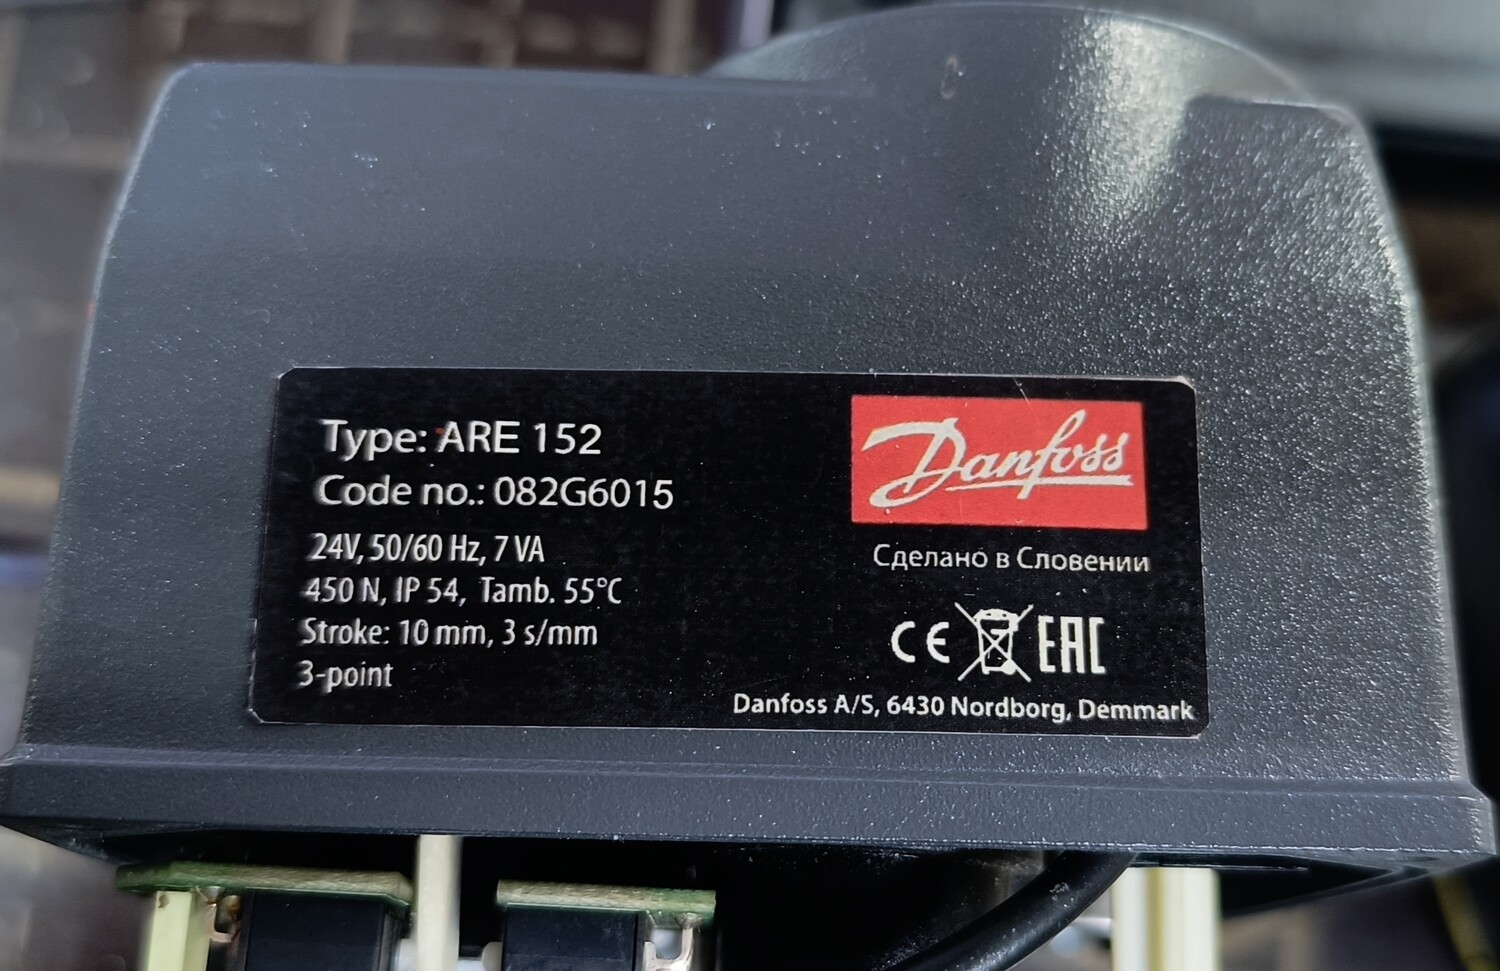 Type: ARE 152
Code no.: 082G6015
24V, 50/60 Hz, 7 VA
450 N, IP 54, Tamb. 55°C
Stroke: 10 mm, 3 s/mm
3-point
Danfoss
Сделано в Словении
CE EAC
Danfoss A/S, 6430 Nordborg, Demmark